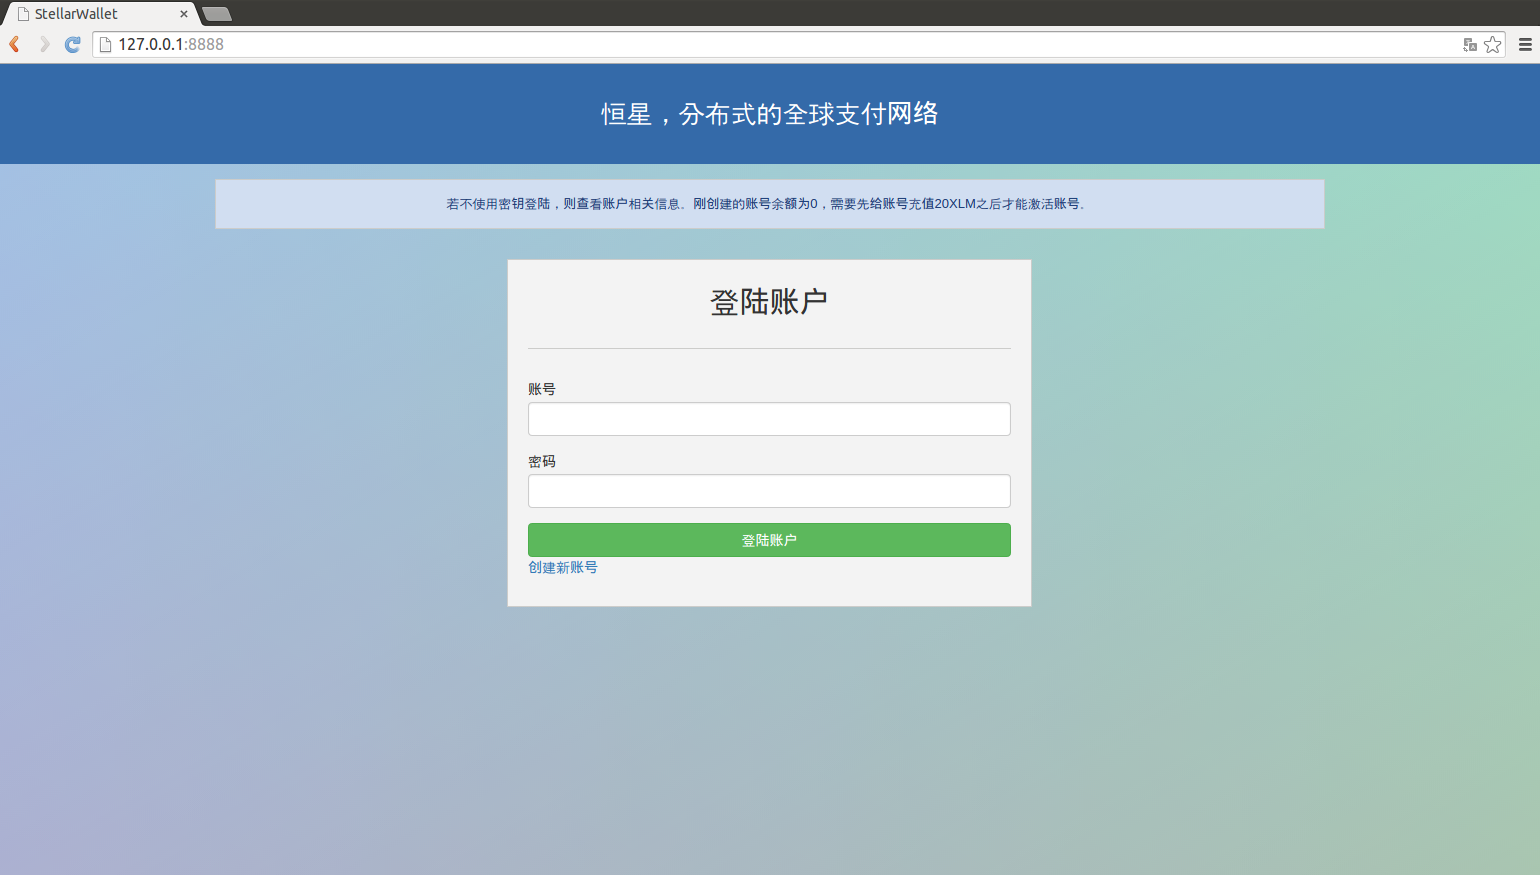 StellarWallet
127.0.0.1:8888
恒星，分布式的全球支付网络
若不使用密钥登陆，则查看账户相关信息。刚创建的账号余额为0，需要先给账号充值20XLM之后才能激活账号。
登陆账户
账号
密码
登陆账户
创建新账号